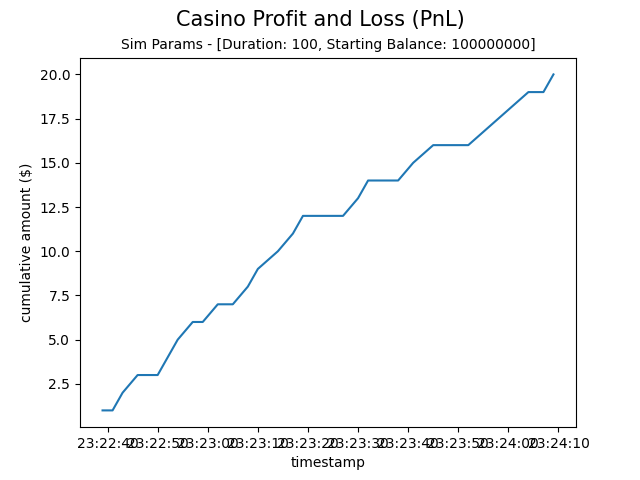 Casino Profit and Loss (PnL)
Sim Params - [Duration: 100, Starting Balance: 100000000]
20.0
17.5
15.0
12.5
10.0
7.5
5.0
2.5
cumulative amount ($)
23:22:40 23:22:50 23:23:00 23:23:10 23:23:20 23:23:30 23:23:40 23:23:50 23:24:00 23:24:10
timestamp